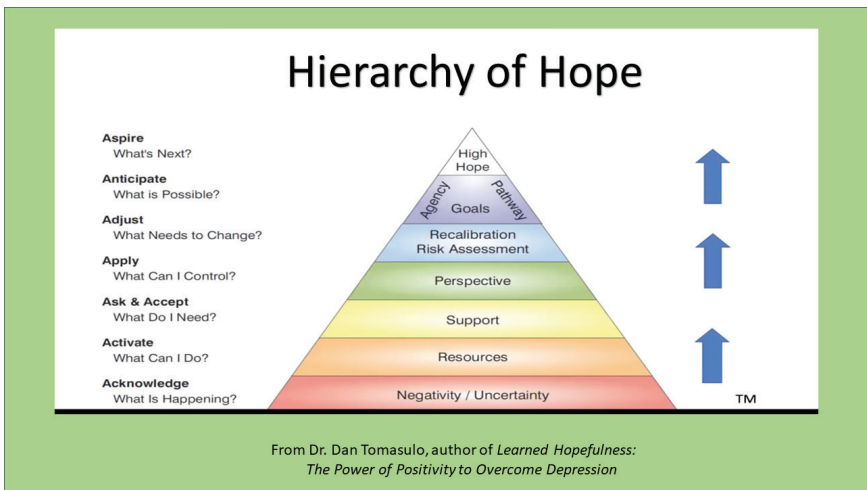 Hierarchy of Hope
Aspire
What's Next?
Anticipate
What is Possible?
Adjust
What Needs to Change?
Apply
What Can I Control?
Ask & Accept
What Do I Need?
Activate
What Can I Do?
Acknowledge
What Is Happening?
High
Hope
Agency
Goals
Pathway
Recalibration
Risk Assessment
Perspective
Support
Resources
Negativity / Uncertainty
TM
From Dr. Dan Tomasulo, author of Learned Hopefulness:
The Power of Positivity to Overcome Depression